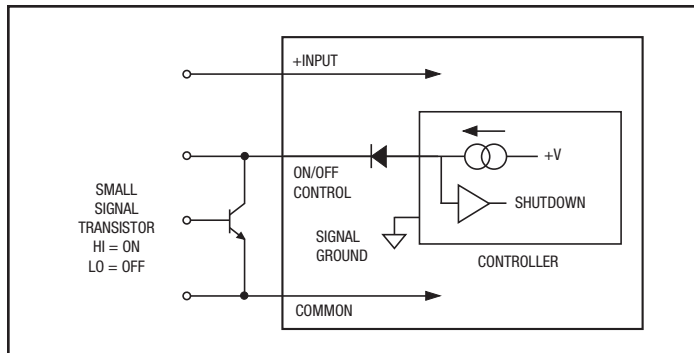 +INPUT
+V
ON/OFF
CONTROL
SHUTDOWN
SMALL
SIGNAL
TRANSISTOR
HI = ON
LO = OFF
SIGNAL
GROUND
CONTROLLER
COMMON